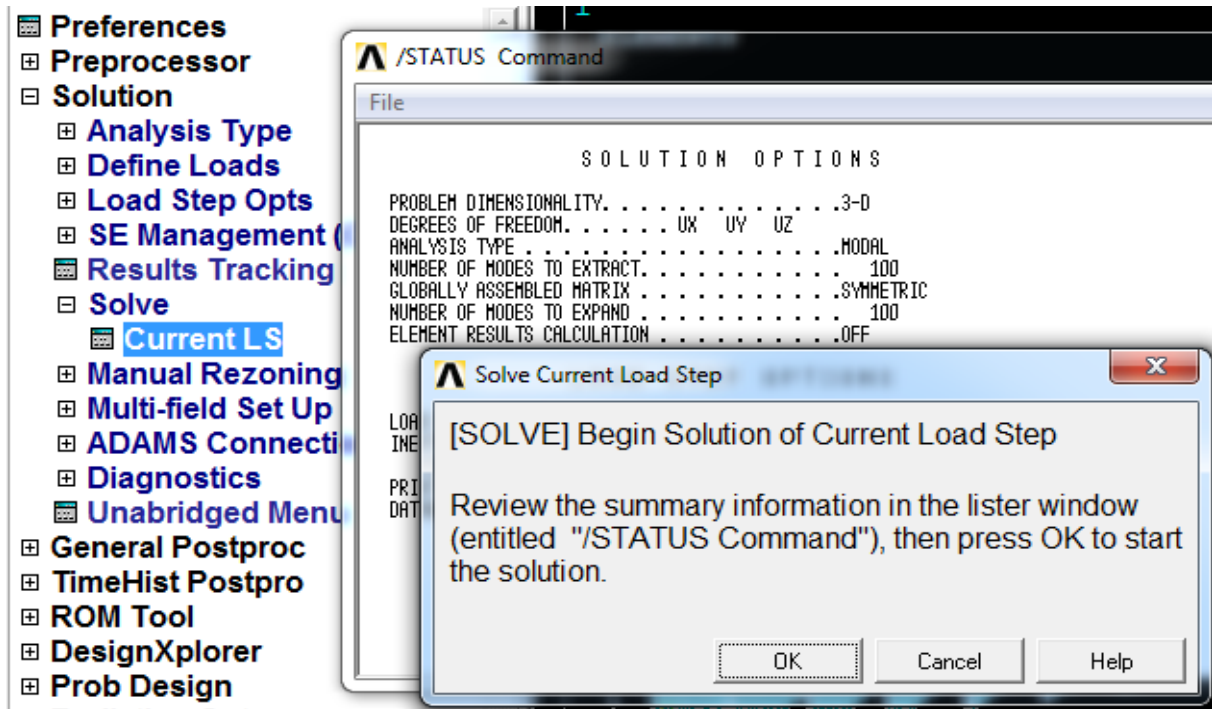 Preferences
Preprocessor
Solution
Analysis Type
Define Loads
Load Step Opts
SE Management (
Results Tracking
Solve
Current LS
Manual Rezoning
Multi-field Set Up
ADAMS Connecti
Diagnostics
Unabridged Menu
General Postproc
TimeHist Postpro
ROM Tool
DesignXplorer
Prob Design
/STATUS Command
File
S O L U T I O N   O P T I O N S
PROBLEM DIMENSIONALITY. . . . . . . . . . . . .3-D
DEGREES OF FREEDOM. . . . . . UX   UY   UZ
ANALYSIS TYPE . . . . . . . . . . . . . . . . .MODAL
NUMBER OF MODES TO EXTRACT. . . . . . . . . . .   100
GLOBALLY ASSEMBLED MATRIX . . . . . . . . . . .SYMMETRIC
NUMBER OF MODES TO EXPAND . . . . . . . . . . .   100
ELEMENT RESULTS CALCULATION . . . . . . . . . .OFF
LOA
INE
PRI
DAT
Solve Current Load Step
[SOLVE] Begin Solution of Current Load Step
Review the summary information in the lister window
(entitled "/STATUS Command"), then press OK to start
the solution.
OK
Cancel
Help